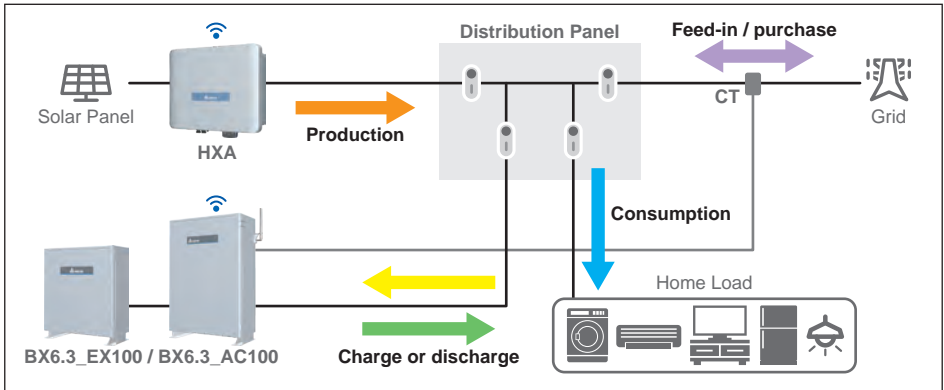 Distribution Panel
Feed-in / purchase
Solar Panel
HXA
Production
CT
Grid
Consumption
Home Load
BX6.3_EX100 / BX6.3_AC100
Charge or discharge